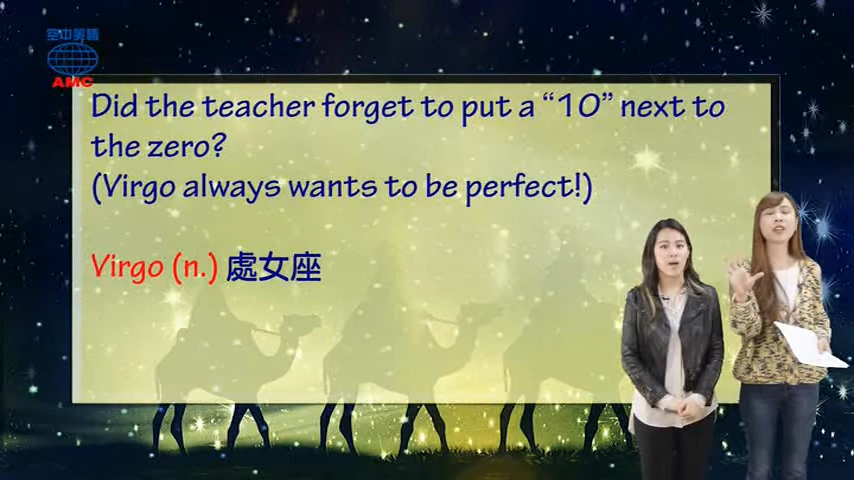 空中美語
AMC
Did the teacher forget to put a “10” next to
the zero?
(Virgo always wants to be perfect!)
Virgo (n.) 處女座